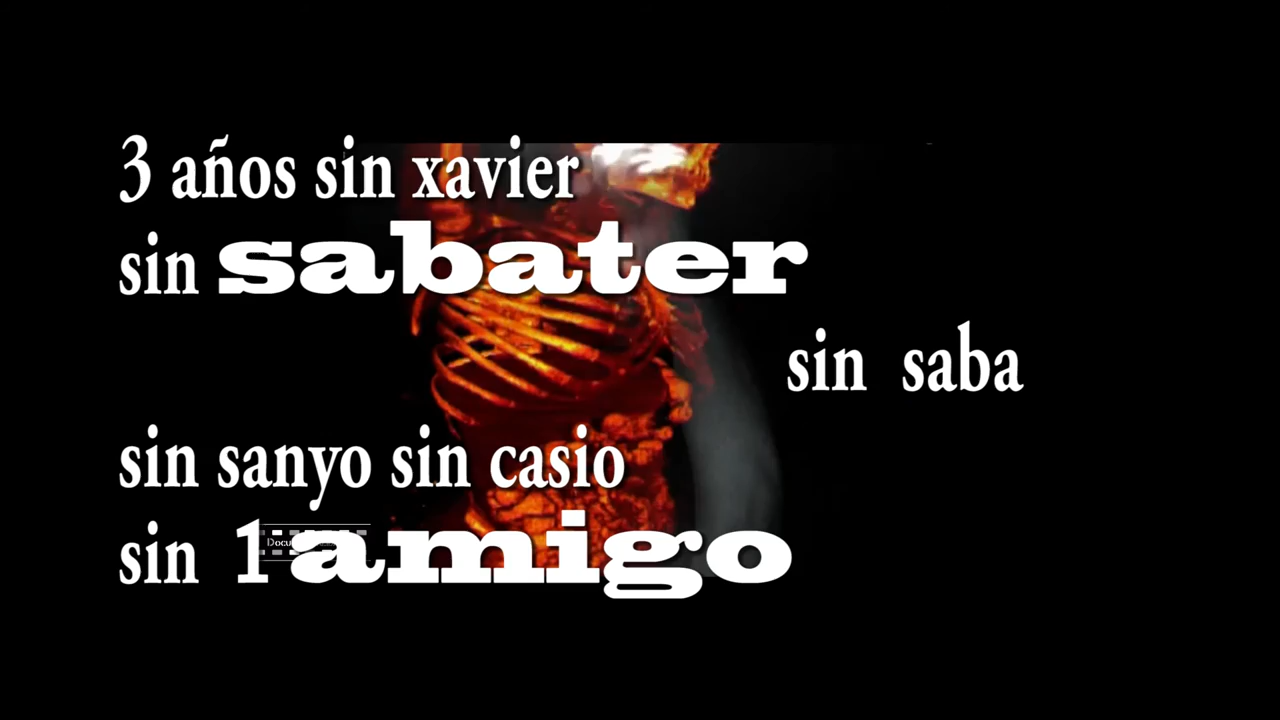 3 años sin xavier
sin sabater
sin saba
sin sanyo sin casio
sin 1 amigo